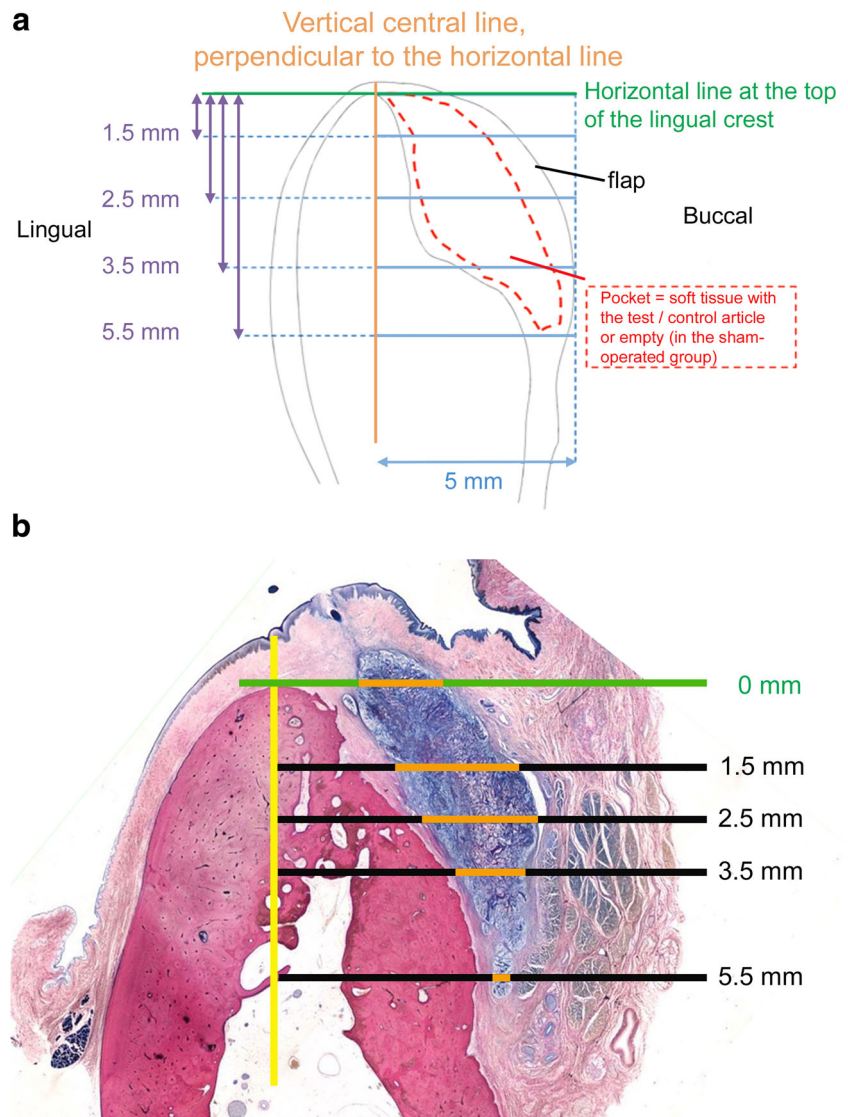 a
Vertical central line,
perpendicular to the horizontal line
Horizontal line at the top
of the lingual crest
1.5 mm
flap
2.5 mm
Lingual
Buccal
3.5 mm
Pocket = soft tissue with
the test / control article
or empty (in the sham-
operated group)
5.5 mm
5 mm
b
0 mm
1.5 mm
2.5 mm
3.5 mm
5.5 mm